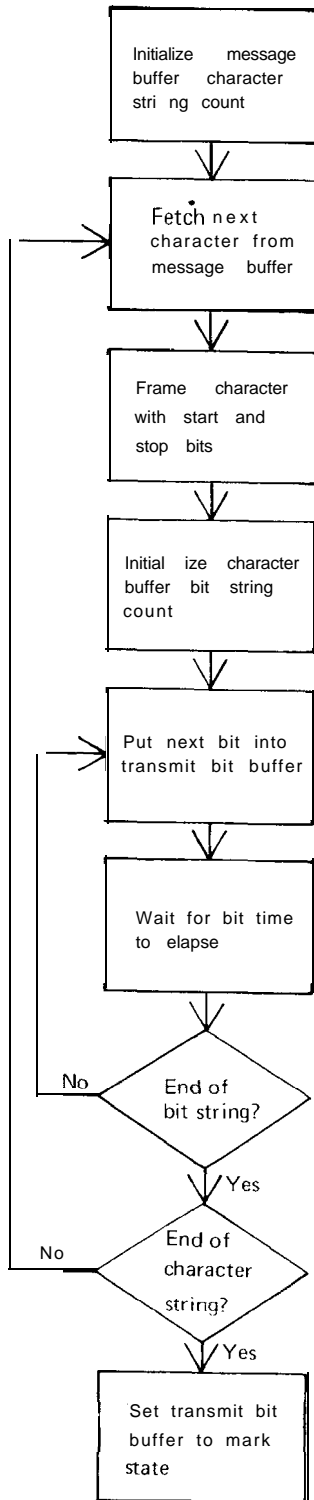 Initialize message
buffer character
stri ng count
Fetch next
character from
message buffer
Frame character
with start and
stop bits
Initial ize character
buffer bit string
count
Put next bit into
transmit bit buffer
Wait for bit time
to elapse
No
End of
bit string?
Yes
No
End of
character
string?
Yes
Set transmit bit
buffer to mark
state